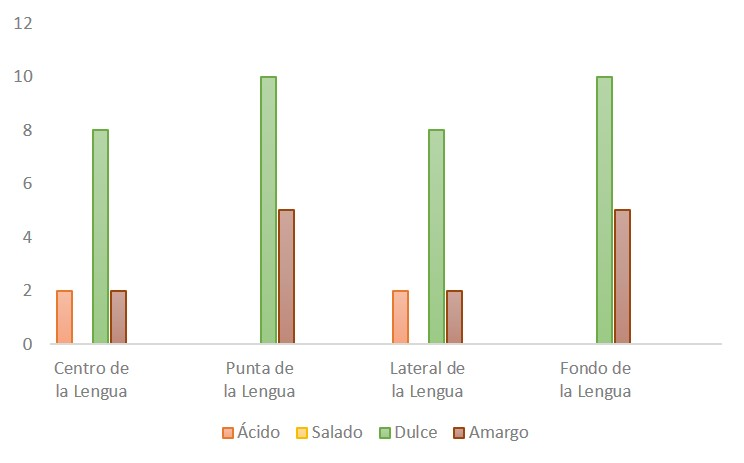 12
10
8
6
4
2
0
Centro de
la Lengua
Punta de
la Lengua
Lateral de
la Lengua
Fondo de
la Lengua
Ácido Salado Dulce Amargo